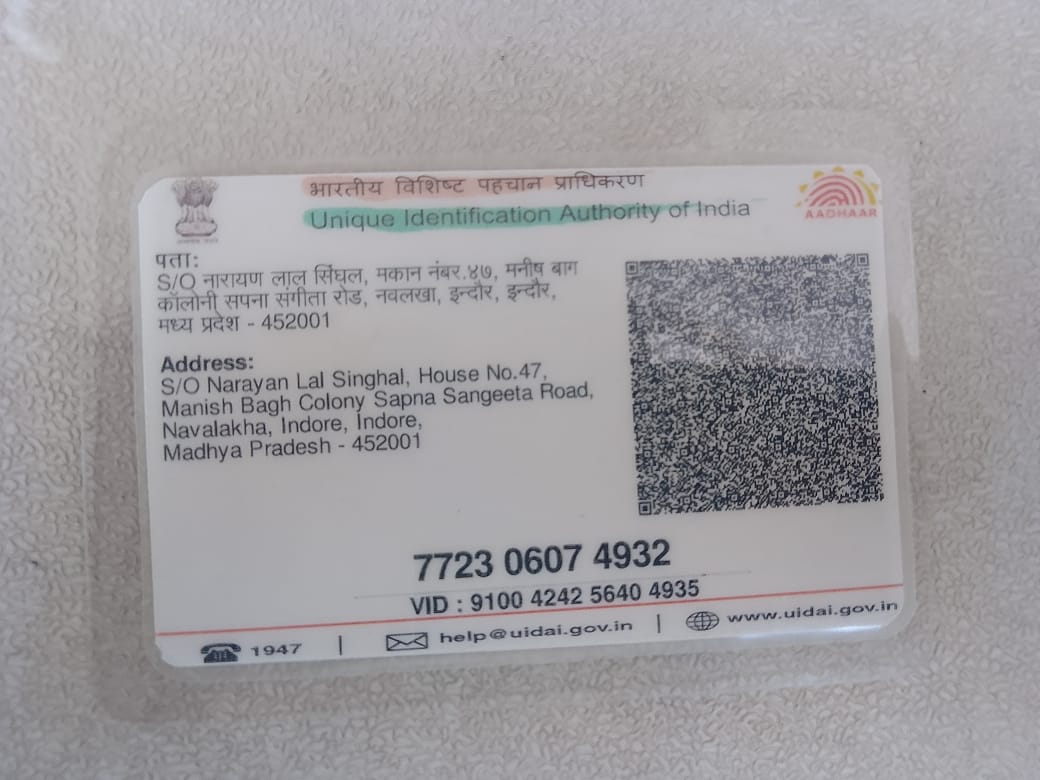 भारतीय विशिष्ट पहचान प्राधिकरण
Unique Identification Authority of India
AADHAAR
पता:
S/O नारायण लाल सिंघल, मकान नंबर.४७, मनीष बाग
कॉलोनी सपना संगीता रोड, नवलखा, इन्दौर, इन्दौर,
मध्य प्रदेश - 452001
Address:
S/O Narayan Lal Singhal, House No.47,
Manish Bagh Colony Sapna Sangeeta Road,
Navalakha, Indore, Indore,
Madhya Pradesh - 452001
7723 0607 4932
VID : 9100 4242 5640 4935
1947 | help@uidai.gov.in | www.uidai.gov.in